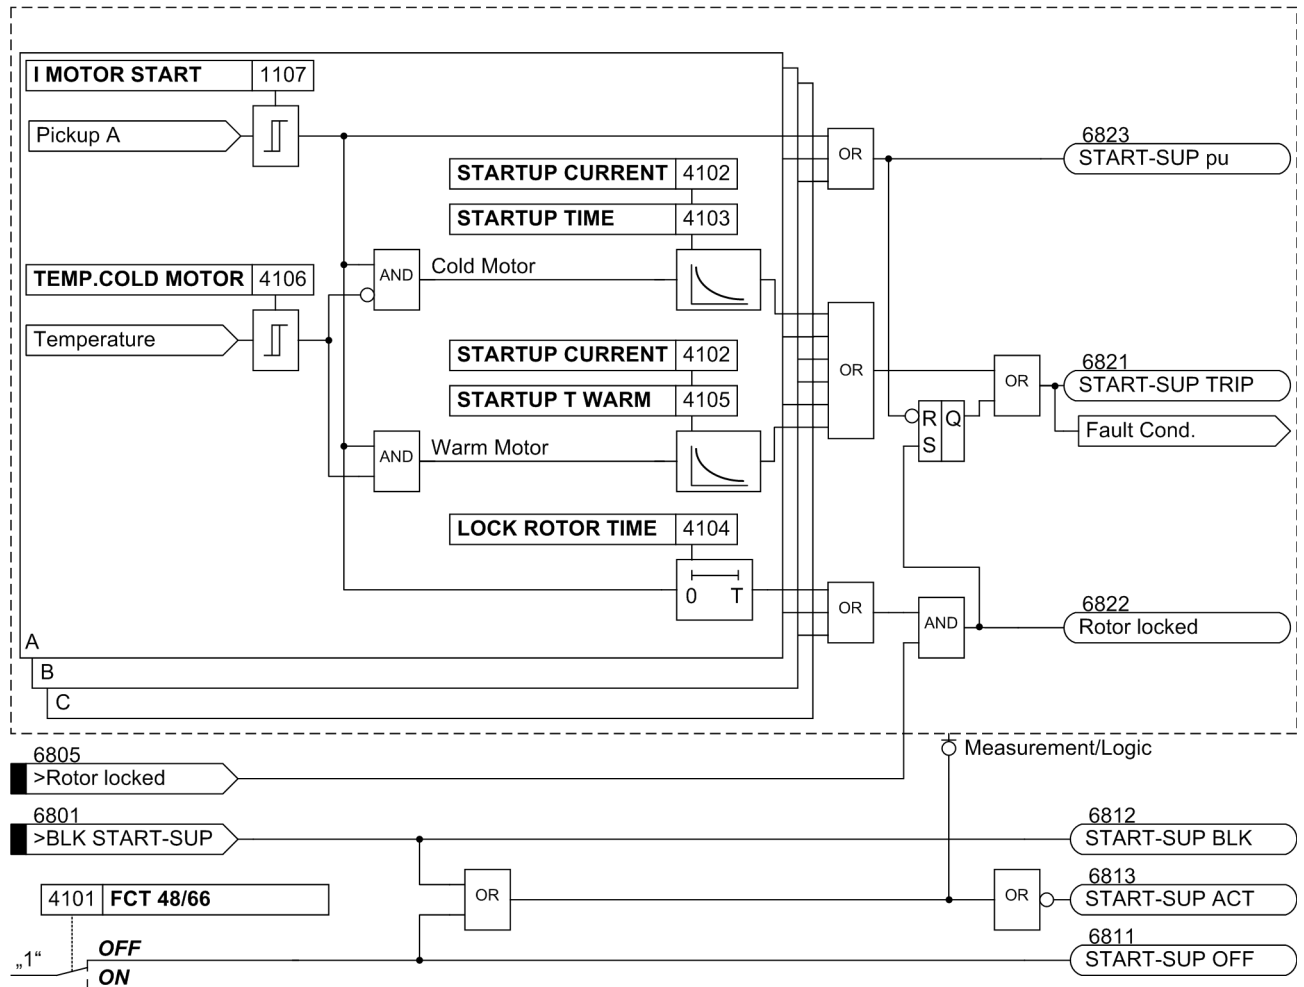 I MOTOR START 1107
Pickup A
OR
6823
START-SUP pu
STARTUP CURRENT 4102
STARTUP TIME 4103
TEMP.COLD MOTOR 4106
AND
Cold Motor
Temperature
STARTUP CURRENT 4102
STARTUP T WARM 4105
OR
OR
6821
START-SUP TRIP
R Q
S
Fault Cond.
AND
Warm Motor
LOCK ROTOR TIME 4104
0 T
OR
AND
6822
Rotor locked
A
B
C
6805
>Rotor locked
Measurement/Logic
6801
>BLK START-SUP
6812
START-SUP BLK
4101 FCT 48/66
OR
OR
6813
START-SUP ACT
„1“
OFF
ON
6811
START-SUP OFF